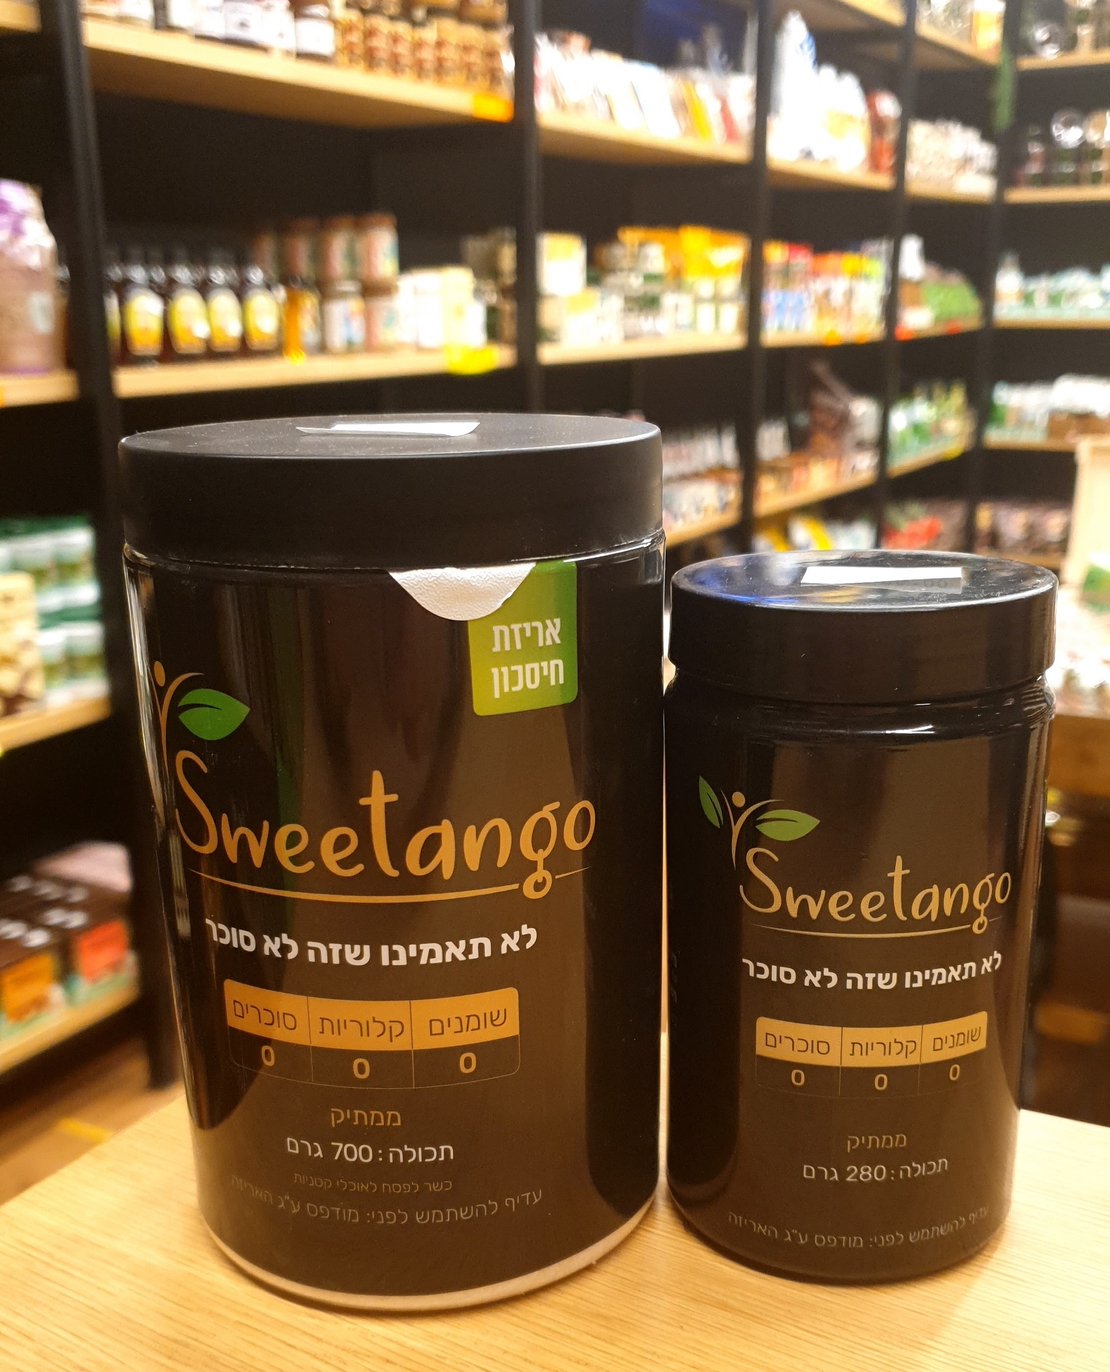 אריזת
חיסכון
Sweetango
לא תאמינו שזה לא סוכר
שומנים קלוריות סוכרים
0 0 0
ממתיק
תכולה: 700 גרם
כשר לפסח לאוכלי קטניות
עדיף להשתמש לפני: מודפס ע"ג האריזה
Sweetango
לא תאמינו שזה לא סוכר
שומנים קלוריות סוכרים
0 0 0
ממתיק
תכולה: 280 גרם
עדיף להשתמש לפני: מודפס ע"ג האריזה